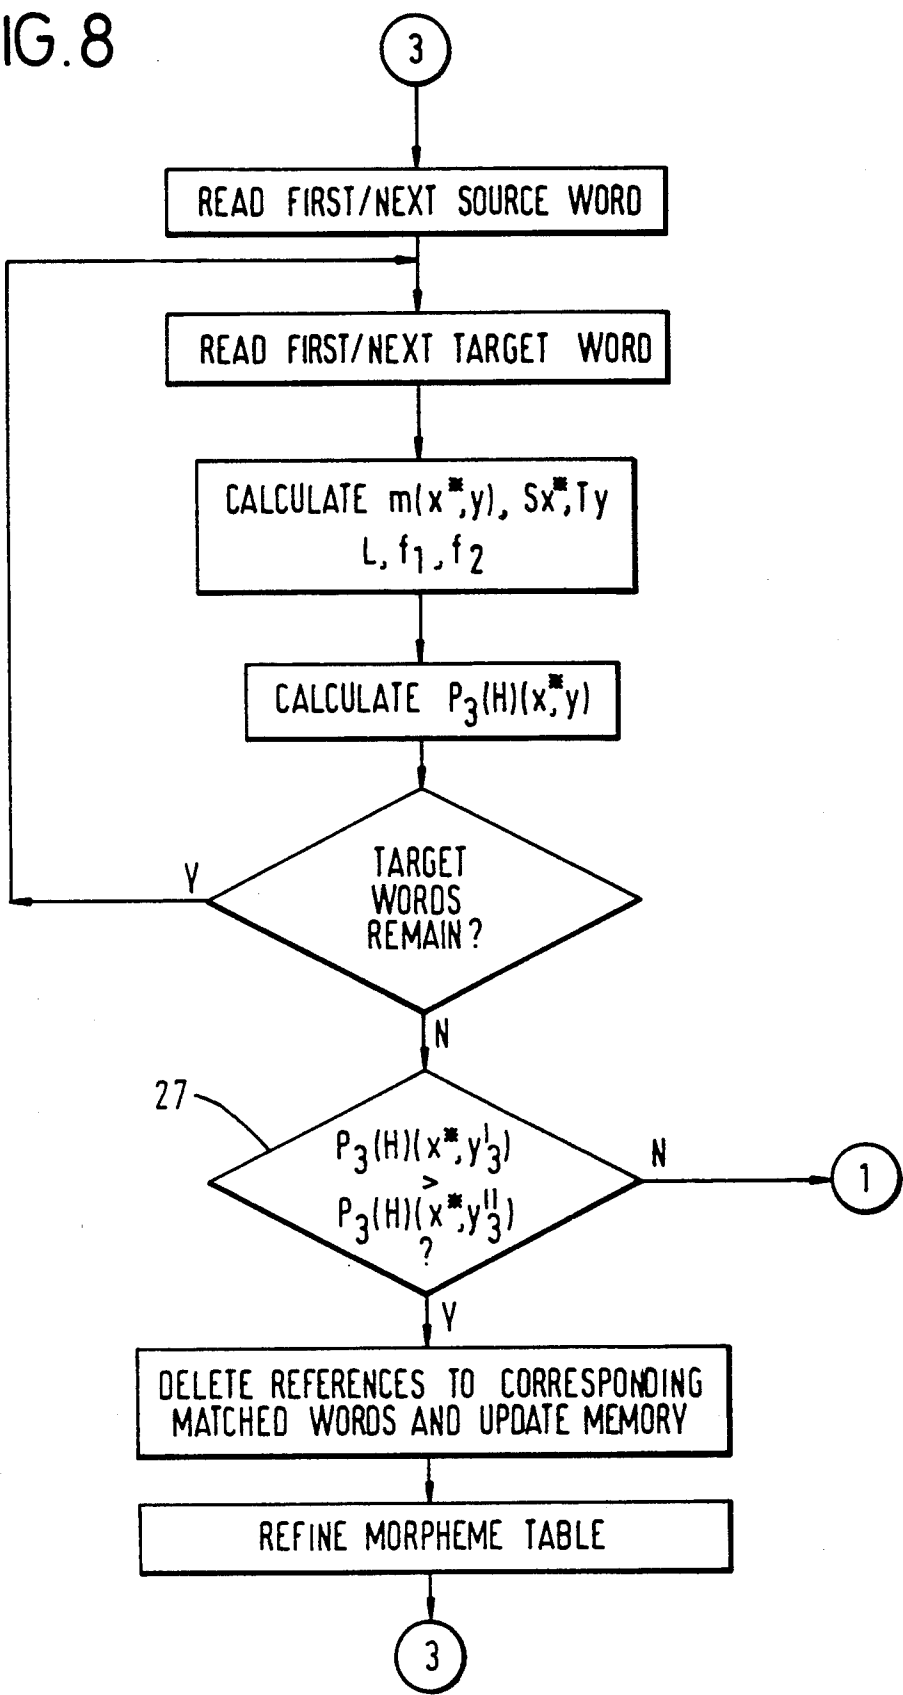 IG. 8
3
READ FIRST/NEXT SOURCE WORD
READ FIRST/NEXT TARGET WORD
CALCULATE m(x*,y), Sx*,Ty
L, f1, f2
CALCULATE P3(H)(x*,y)
Y
TARGET
WORDS
REMAIN?
N
27
P3(H)(x*,y'3)
>
P3(H)(x*,y''3)
?
N
1
Y
DELETE REFERENCES TO CORRESPONDING
MATCHED WORDS AND UPDATE MEMORY
REFINE MORPHEME TABLE
3